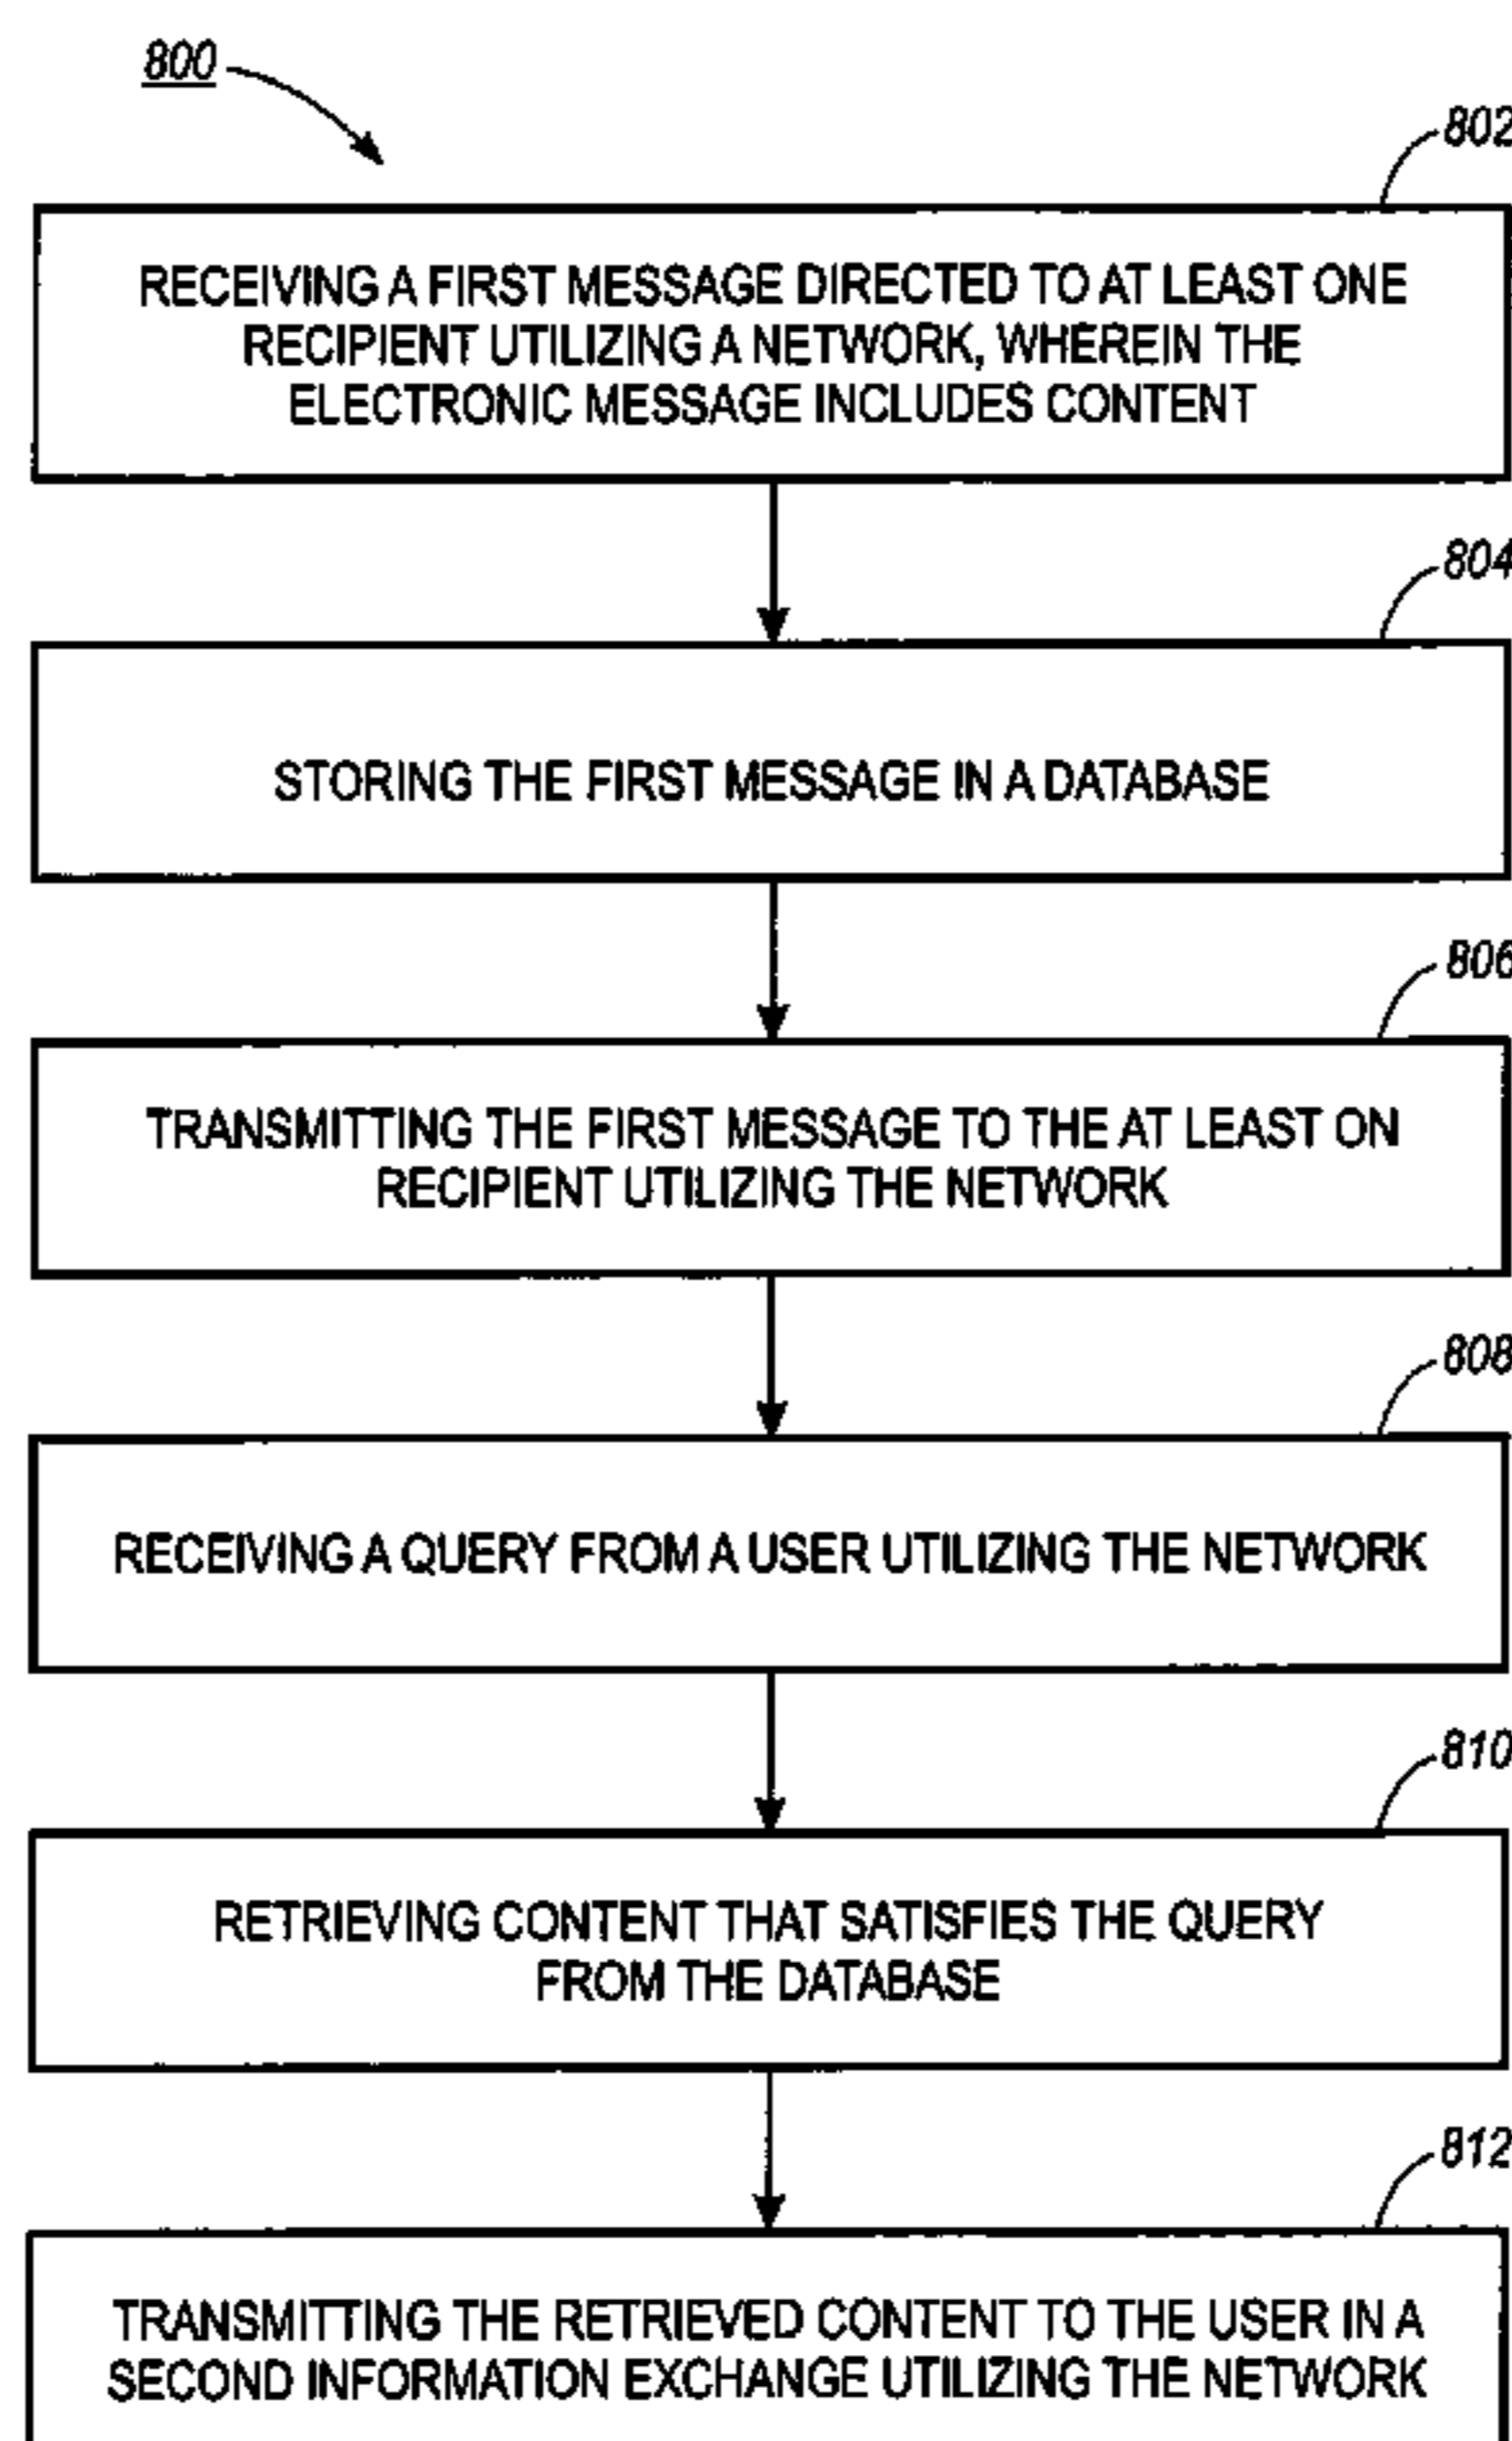 800
802
RECEIVING A FIRST MESSAGE DIRECTED TO AT LEAST ONE
RECIPIENT UTILIZING A NETWORK, WHEREIN THE
ELECTRONIC MESSAGE INCLUDES CONTENT
804
STORING THE FIRST MESSAGE IN A DATABASE
806
TRANSMITTING THE FIRST MESSAGE TO THE AT LEAST ON
RECIPIENT UTILIZING THE NETWORK
808
RECEIVING A QUERY FROM A USER UTILIZING THE NETWORK
810
RETRIEVING CONTENT THAT SATISFIES THE QUERY
FROM THE DATABASE
812
TRANSMITTING THE RETRIEVED CONTENT TO THE USER IN A
SECOND INFORMATION EXCHANGE UTILIZING THE NETWORK